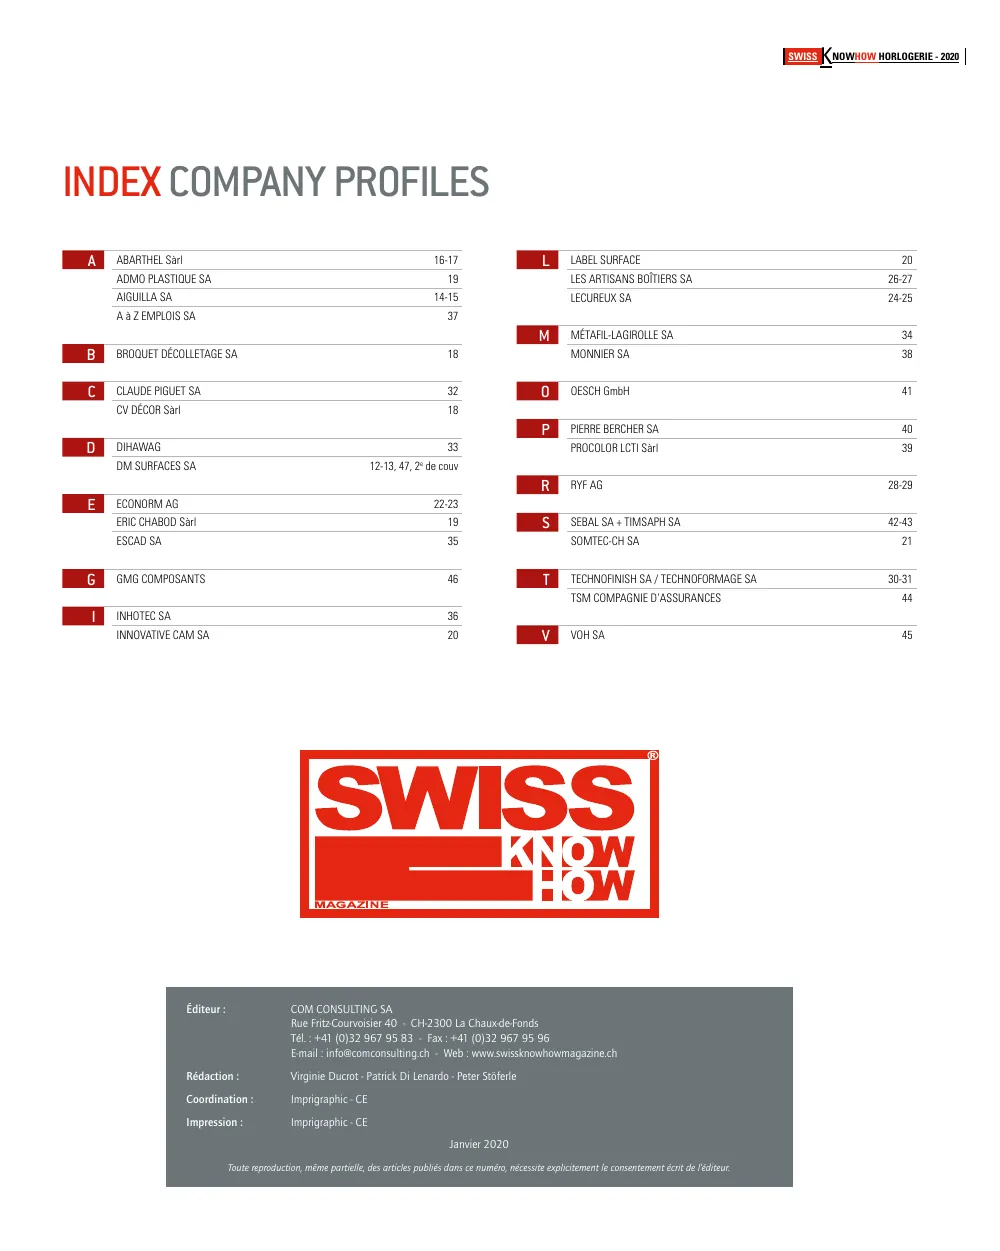 SWISS KNOWHOW HORLOGERIE - 2020
INDEX COMPANY PROFILES
A ABARTHEL Sàrl 16-17
ADMO PLASTIQUE SA 19
AIGUILLA SA 14-15
A à Z EMPLOIS SA 37
B BROQUET DÉCOLLETAGE SA 18
C CLAUDE PIGUET SA 32
CV DÉCOR Sàrl 18
D DIHAWAG 33
DM SURFACES SA 12-13, 47, 2e de couv
E ECONORM AG 22-23
ERIC CHABOD Sàrl 19
ESCAD SA 35
G GMG COMPOSANTS 46
I INHOTEC SA 36
INNOVATIVE CAM SA 20
L LABEL SURFACE 20
LES ARTISANS BOÎTIERS SA 26-27
LECUREUX SA 24-25
M MÉTAFIL-LAGIROLLE SA 34
MONNIER SA 38
O OESCH GmbH 41
P PIERRE BERCHER SA 40
PROCOLOR LCTI Sàrl 39
R RYF AG 28-29
S SEBAL SA + TIMSAPH SA 42-43
SOMTEC-CH SA 21
T TECHNOFINISH SA / TECHNOFORMAGE SA 30-31
TSM COMPAGNIE D'ASSURANCES 44
V VOH SA 45
®
SWISS
KNOW
HOW
MAGAZINE
Éditeur : COM CONSULTING SA
Rue Fritz-Courvoisier 40 - CH-2300 La Chaux-de-Fonds
Tél. : +41 (0)32 967 95 83 - Fax : +41 (0)32 967 95 96
E-mail : info@comconsulting.ch - Web : www.swissknowhowmagazine.ch
Rédaction : Virginie Ducrot - Patrick Di Lenardo - Peter Stöferle
Coordination : Imprigraphic - CE
Impression : Imprigraphic - CE
Janvier 2020
Toute reproduction, même partielle, des articles publiés dans ce numéro, nécessite explicitement le consentement écrit de l'éditeur.